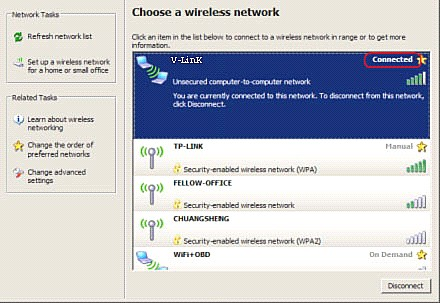 Network Tasks
Refresh network list
Set up a wireless network
for a home or small office
Related Tasks
Learn about wireless
networking
Change the order of
preferred networks
Change advanced
settings
Choose a wireless network
Click an item in the list below to connect to a wireless network in range or to get more
information.
V-LinK
Connected
Unsecured computer-to-computer network
You are currently connected to this network. To disconnect from this network,
click Disconnect.
TP-LINK
Manual
Security-enabled wireless network (WPA)
FELLOW-OFFICE
Security-enabled wireless network
CHUANGSHENG
Security-enabled wireless network (WPA2)
WiFi+OBD
On Demand
Disconnect